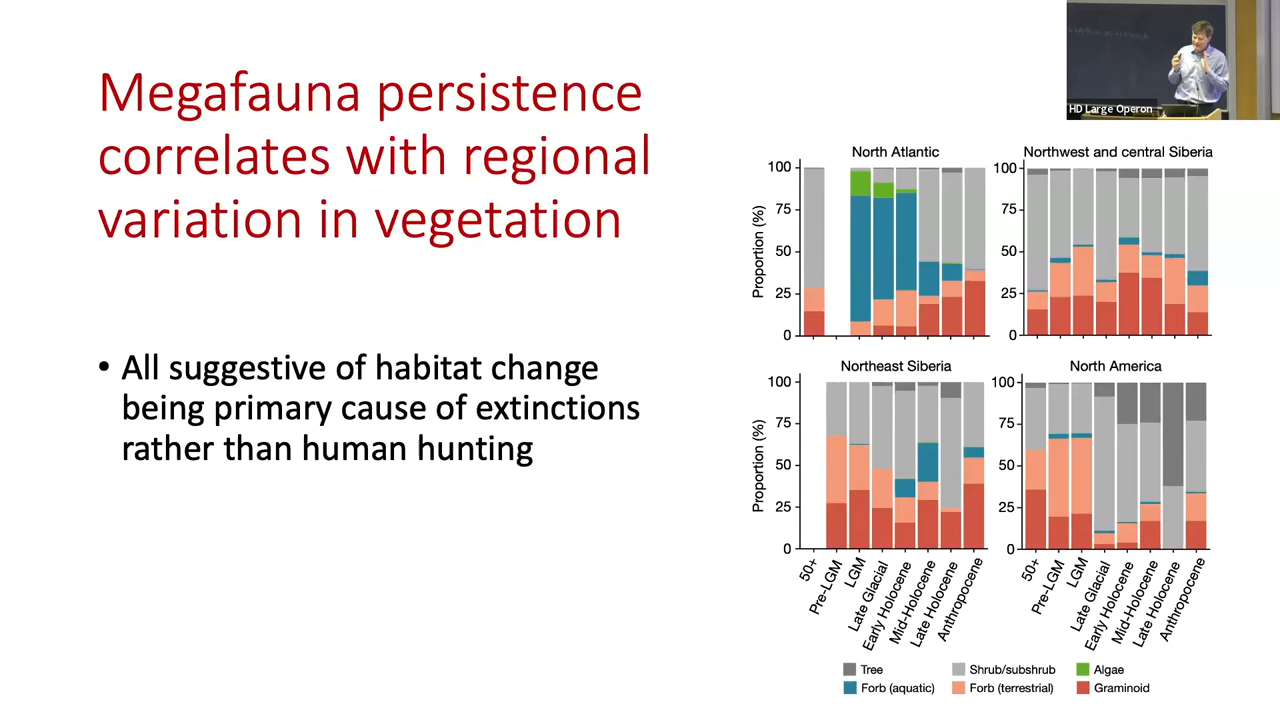 Megafauna persistence
correlates with regional
variation in vegetation
• All suggestive of habitat change
being primary cause of extinctions
rather than human hunting
HD Large Operon
North Atlantic
Northwest and central Siberia
Proportion (%)
100
75
50
25
0
100
75
50
25
0
Northeast Siberia
North America
Proportion (%)
100
75
50
25
0
100
75
50
25
0
50+
Pre-LGM
LGM
Late Glacial
Early Holocene
Mid-Holocene
Late Holocene
Anthropocene
50+
Pre-LGM
LGM
Late Glacial
Early Holocene
Mid-Holocene
Late Holocene
Anthropocene
Tree
Shrub/subshrub
Algae
Forb (aquatic)
Forb (terrestrial)
Graminoid